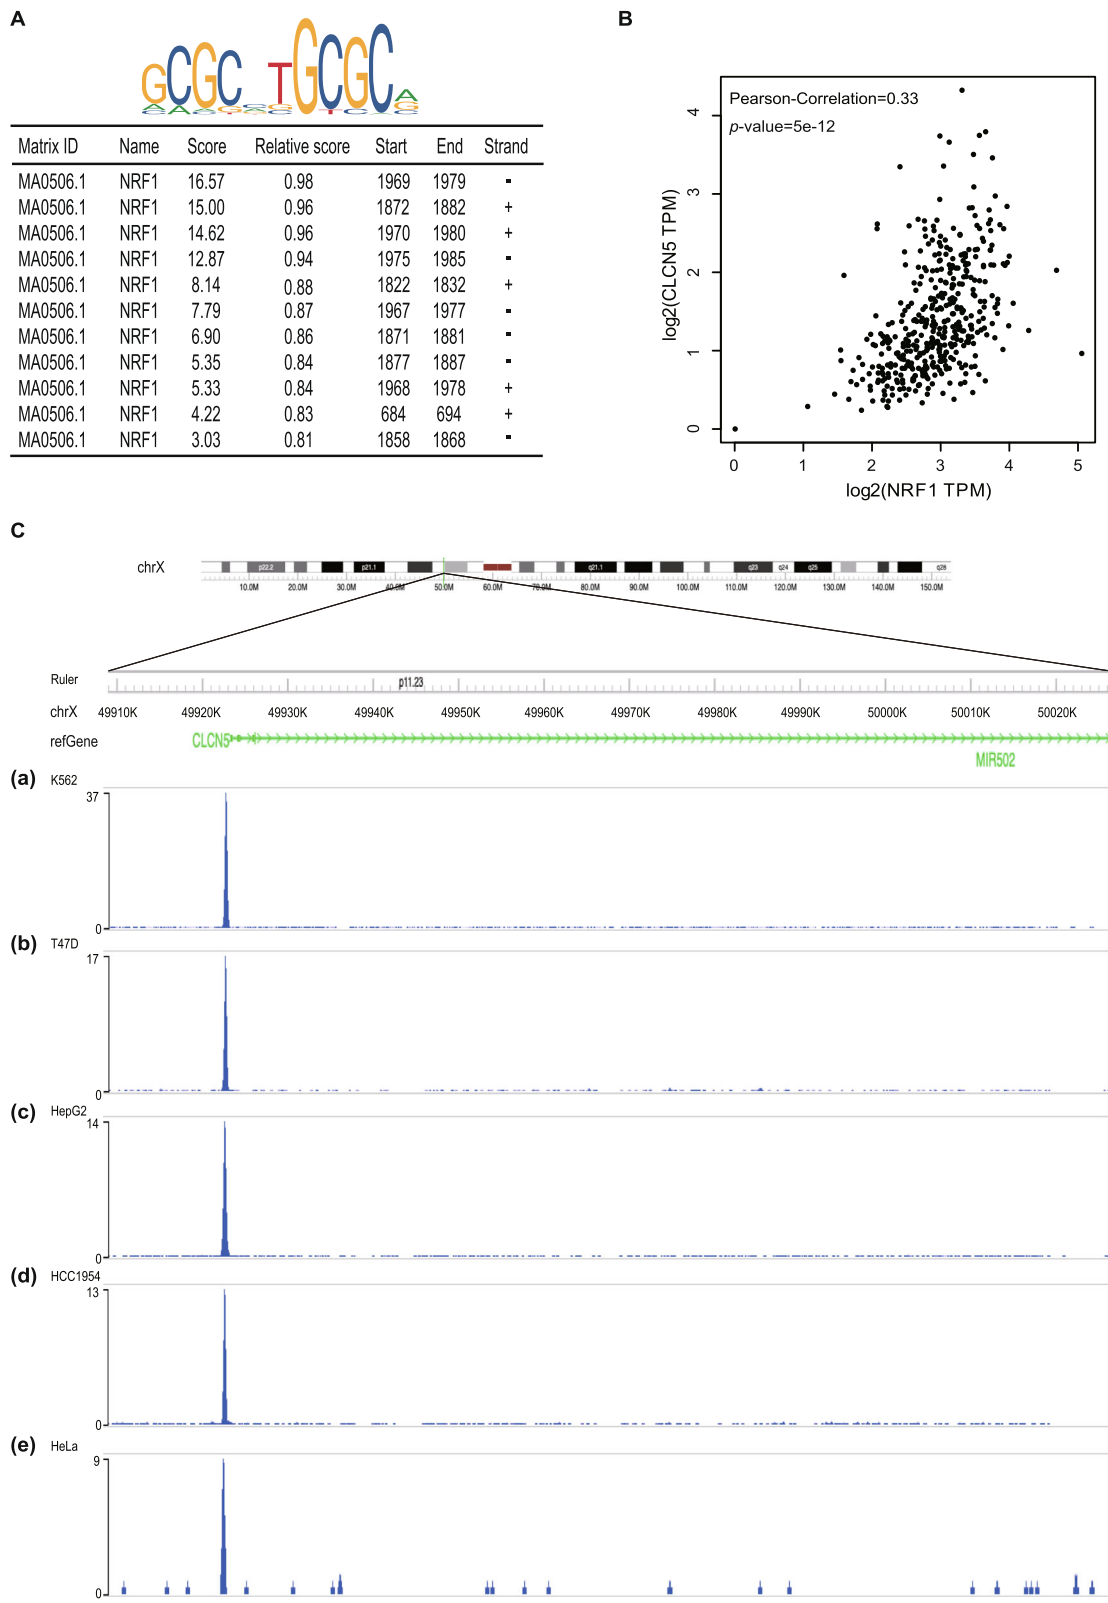 A
GCGC TGCGCA
Matrix ID Name Score Relative score Start End Strand
MA0506.1 NRF1 16.57 0.98 1969 1979 -
MA0506.1 NRF1 15.00 0.96 1872 1882 +
MA0506.1 NRF1 14.62 0.96 1970 1980 +
MA0506.1 NRF1 12.87 0.94 1975 1985 -
MA0506.1 NRF1 8.14 0.88 1822 1832 +
MA0506.1 NRF1 7.79 0.87 1967 1977 -
MA0506.1 NRF1 6.90 0.86 1871 1881 -
MA0506.1 NRF1 5.35 0.84 1877 1887 -
MA0506.1 NRF1 5.33 0.84 1968 1978 +
MA0506.1 NRF1 4.22 0.83 684 694 +
MA0506.1 NRF1 3.03 0.81 1858 1868 -
B
Pearson-Correlation=0.33
p-value=5e-12
log2(CLCN5 TPM)
4
3
2
1
0
0 1 2 3 4 5
log2(NRF1 TPM)
C
chrX
p22.2 p21.1 q21.1 q23 q24 q25 q28
10.0M 20.0M 30.0M 40.0M 50.0M 60.0M 70.0M 80.0M 90.0M 100.0M 110.0M 120.0M 130.0M 140.0M 150.0M
Ruler
p11.23
chrX 49910K 49920K 49930K 49940K 49950K 49960K 49970K 49980K 49990K 50000K 50010K 50020K
refGene CLCN5
MIR502
(a) K562
37
0
(b) T47D
17
0
(c) HepG2
14
0
(d) HCC1954
13
0
(e) HeLa
9
0